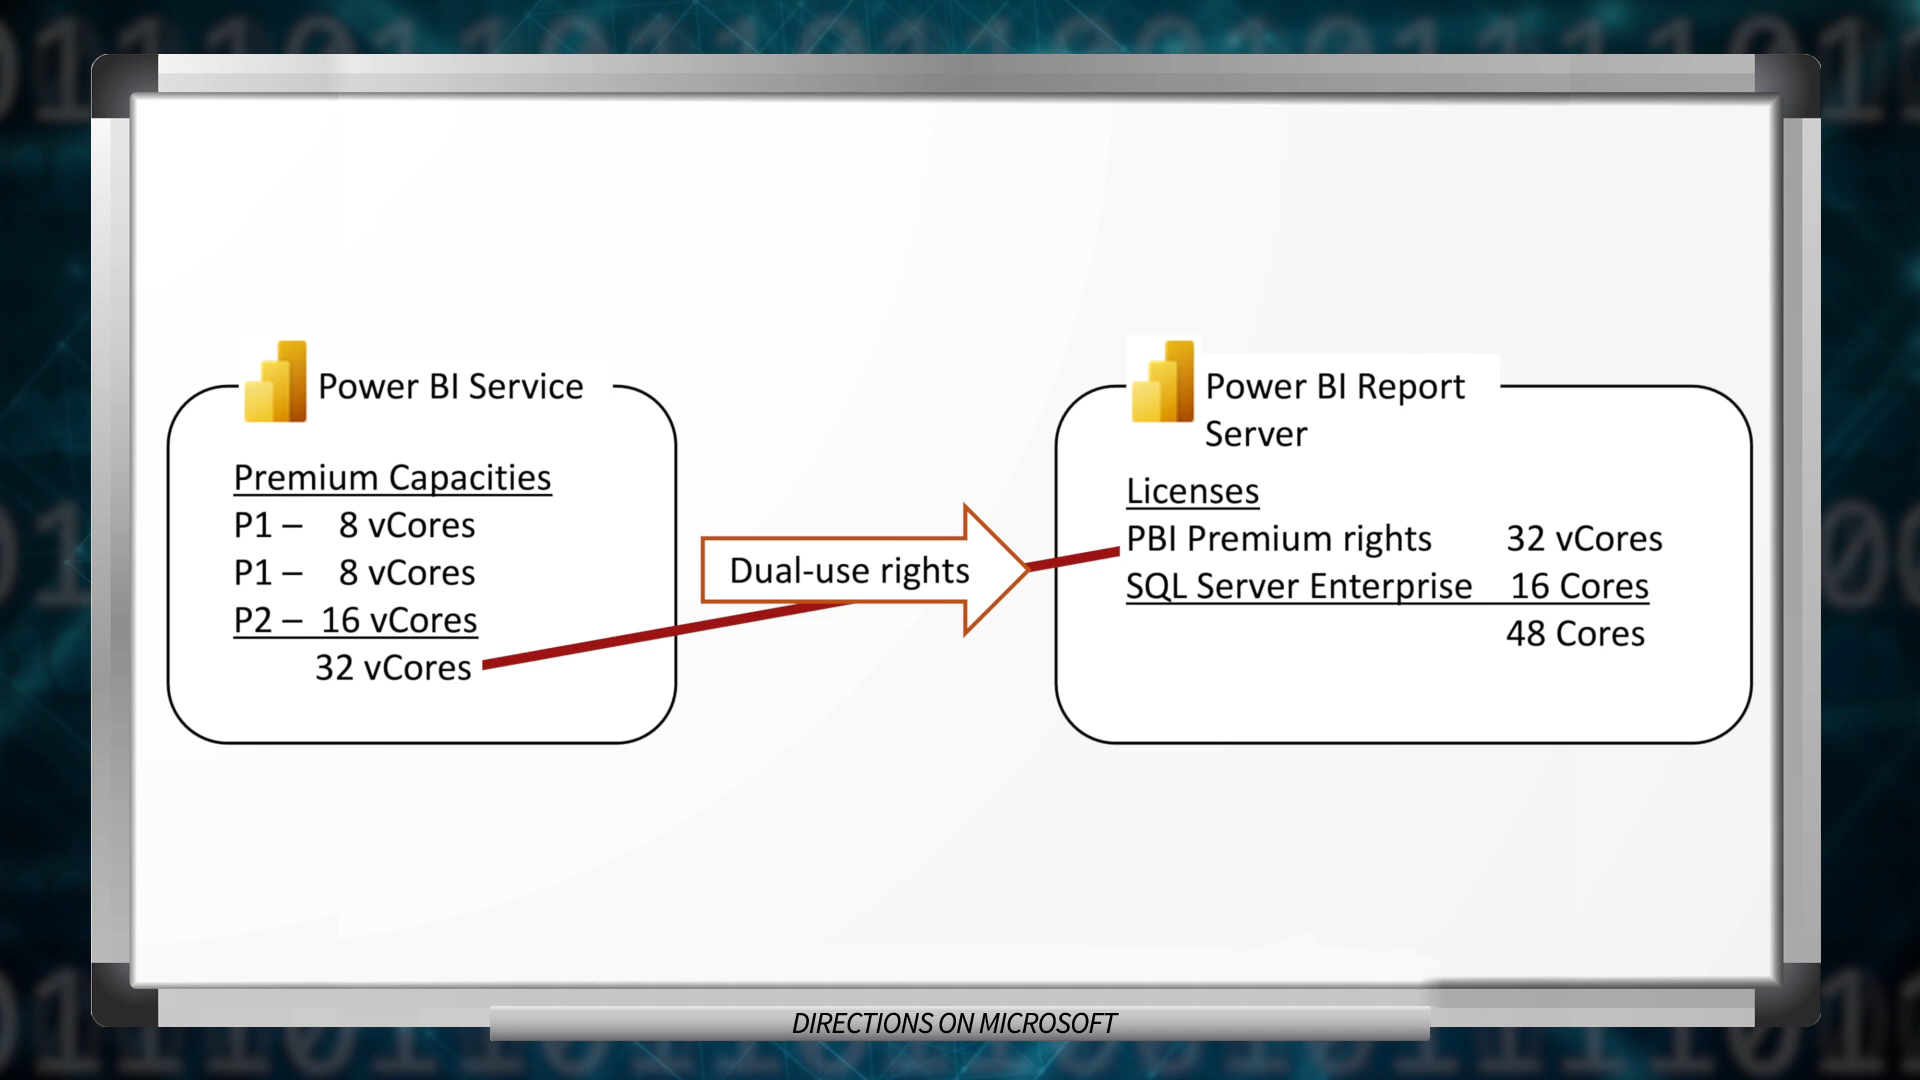 Power BI Service
Premium Capacities
P1 – 8 vCores
P1 – 8 vCores
P2 – 16 vCores
32 vCores
Dual-use rights
Power BI Report
Server
Licenses
PBI Premium rights 32 vCores
SQL Server Enterprise 16 Cores
48 Cores
DIRECTIONS ON MICROSOFT